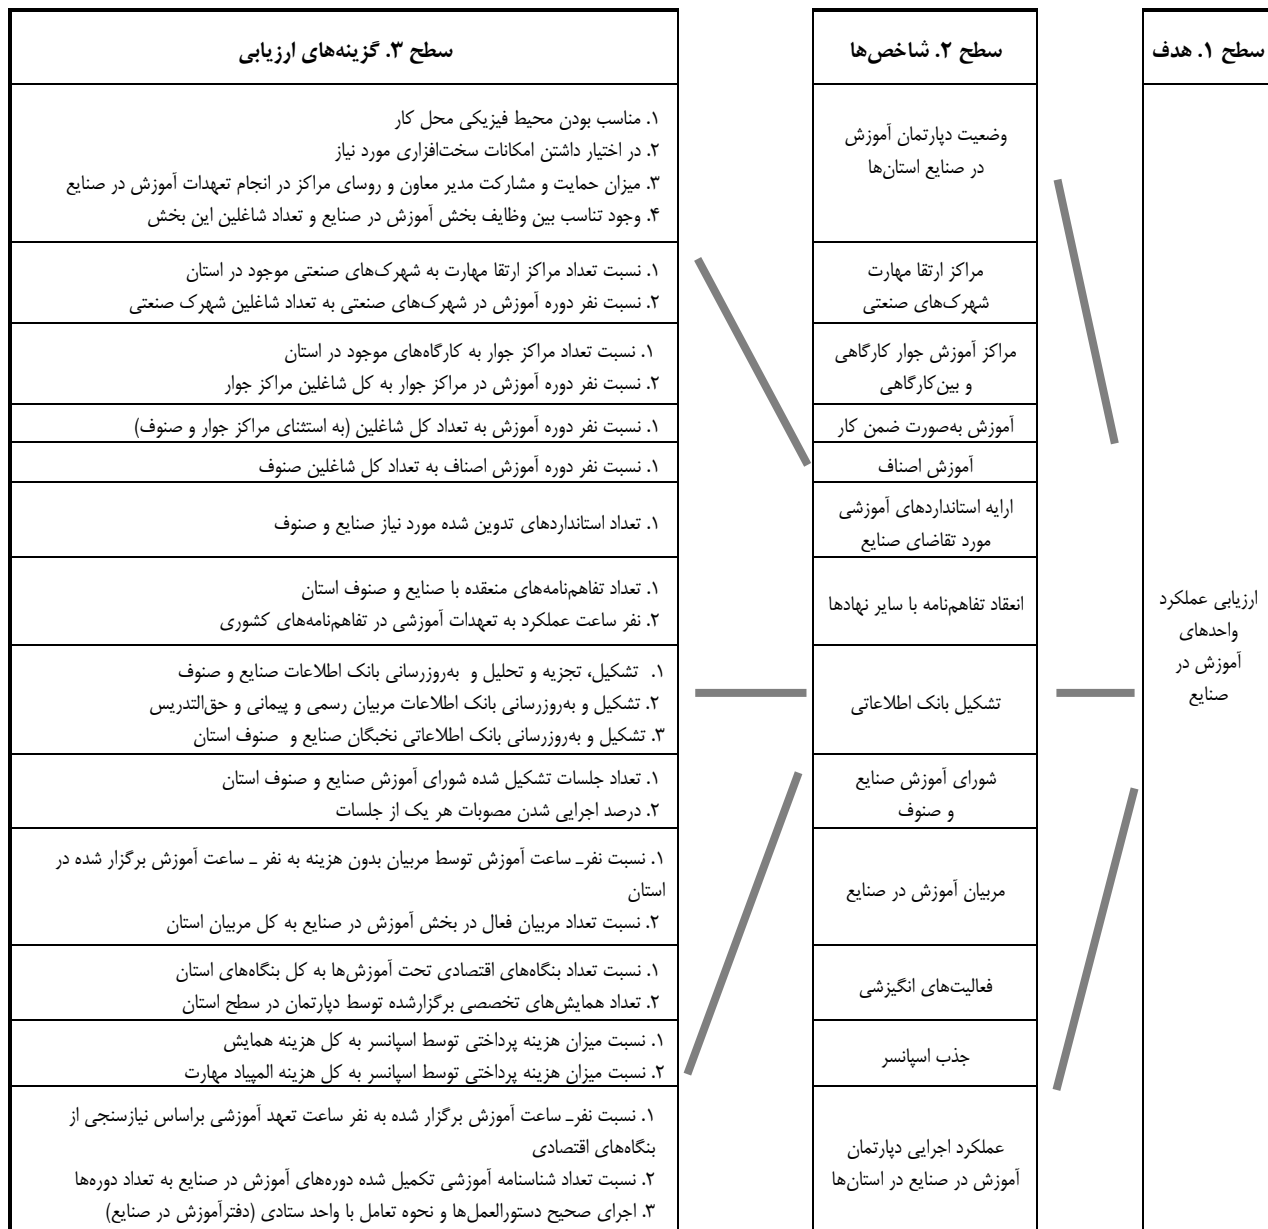 سطح ۱. هدف
ارزیابی عملکرد
واحدهای
آموزش در
صنایع
سطح ۲. شاخص‌ها
سطح ۳. گزینه‌های ارزیابی
وضعیت دپارتمان آموزش
در صنایع استان‌ها
۱. مناسب بودن محیط فیزیکی محل کار
۲. در اختیار داشتن امکانات سخت‌افزاری مورد نیاز
۳. میزان حمایت و مشارکت مدیر معاون و روسای مراکز در انجام تعهدات آموزش در صنایع
۴. وجود تناسب بین وظایف بخش آموزش در صنایع و تعداد شاغلین این بخش
مراکز ارتقا مهارت
شهرک‌های صنعتی
۱. نسبت تعداد مراکز ارتقا مهارت به شهرک‌های صنعتی موجود در استان
۲. نسبت نفر دوره آموزش در شهرک‌های صنعتی به تعداد شاغلین شهرک صنعتی
مراکز آموزش جوار کارگاهی
و بین‌کارگاهی
۱. نسبت تعداد مراکز جوار به کارگاه‌های موجود در استان
۲. نسبت نفر دوره آموزش در مراکز جوار به کل شاغلین مراکز جوار
آموزش به‌صورت ضمن کار
۱. نسبت نفر دوره آموزش به تعداد کل شاغلین (به استثنای مراکز جوار و صنوف)
آموزش اصناف
۱. نسبت نفر دوره آموزش اصناف به تعداد کل شاغلین صنوف
ارایه استانداردهای آموزشی
مورد تقاضای صنایع
۱. تعداد استانداردهای تدوین شده مورد نیاز صنایع و صنوف
انعقاد تفاهم‌نامه با سایر نهادها
۱. تعداد تفاهم‌نامه‌های منعقده با صنایع و صنوف استان
۲. نفر ساعت عملکرد به تعهدات آموزشی در تفاهم‌نامه‌های کشوری
تشکیل بانک اطلاعاتی
۱. تشکیل، تجزیه و تحلیل و به‌روزرسانی بانک اطلاعات صنایع و صنوف
۲. تشکیل و به‌روزرسانی بانک اطلاعات مربیان رسمی و پیمانی و حق‌التدریس
۳. تشکیل و به‌روزرسانی بانک اطلاعاتی نخبگان صنایع و صنوف استان
شورای آموزش صنایع
و صنوف
۱. تعداد جلسات تشکیل شده شورای آموزش صنایع و صنوف استان
۲. درصد اجرایی شدن مصوبات هر یک از جلسات
مربیان آموزش در صنایع
۱. نسبت نفرـ ساعت آموزش توسط مربیان بدون هزینه به نفر ـ ساعت آموزش برگزار شده در
استان
۲. نسبت تعداد مربیان فعال در بخش آموزش در صنایع به کل مربیان استان
فعالیت‌های انگیزشی
۱. نسبت تعداد بنگاه‌های اقتصادی تحت آموزش‌ها به کل بنگاه‌های استان
۲. تعداد همایش‌های تخصصی برگزارشده توسط دپارتمان در سطح استان
جذب اسپانسر
۱. نسبت میزان هزینه پرداختی توسط اسپانسر به کل هزینه همایش
۲. نسبت میزان هزینه پرداختی توسط اسپانسر به کل هزینه المپیاد مهارت
عملکرد اجرایی دپارتمان
آموزش در صنایع در استان‌ها
۱. نسبت نفرـ ساعت آموزش برگزار شده به نفر ساعت تعهد آموزشی براساس نیازسنجی از
بنگاه‌های اقتصادی
۲. نسبت تعداد شناسنامه آموزشی تکمیل شده دوره‌های آموزش در صنایع به تعداد دوره‌ها
۳. اجرای صحیح دستورالعمل‌ها و نحوه تعامل با واحد ستادی (دفترآموزش در صنایع)